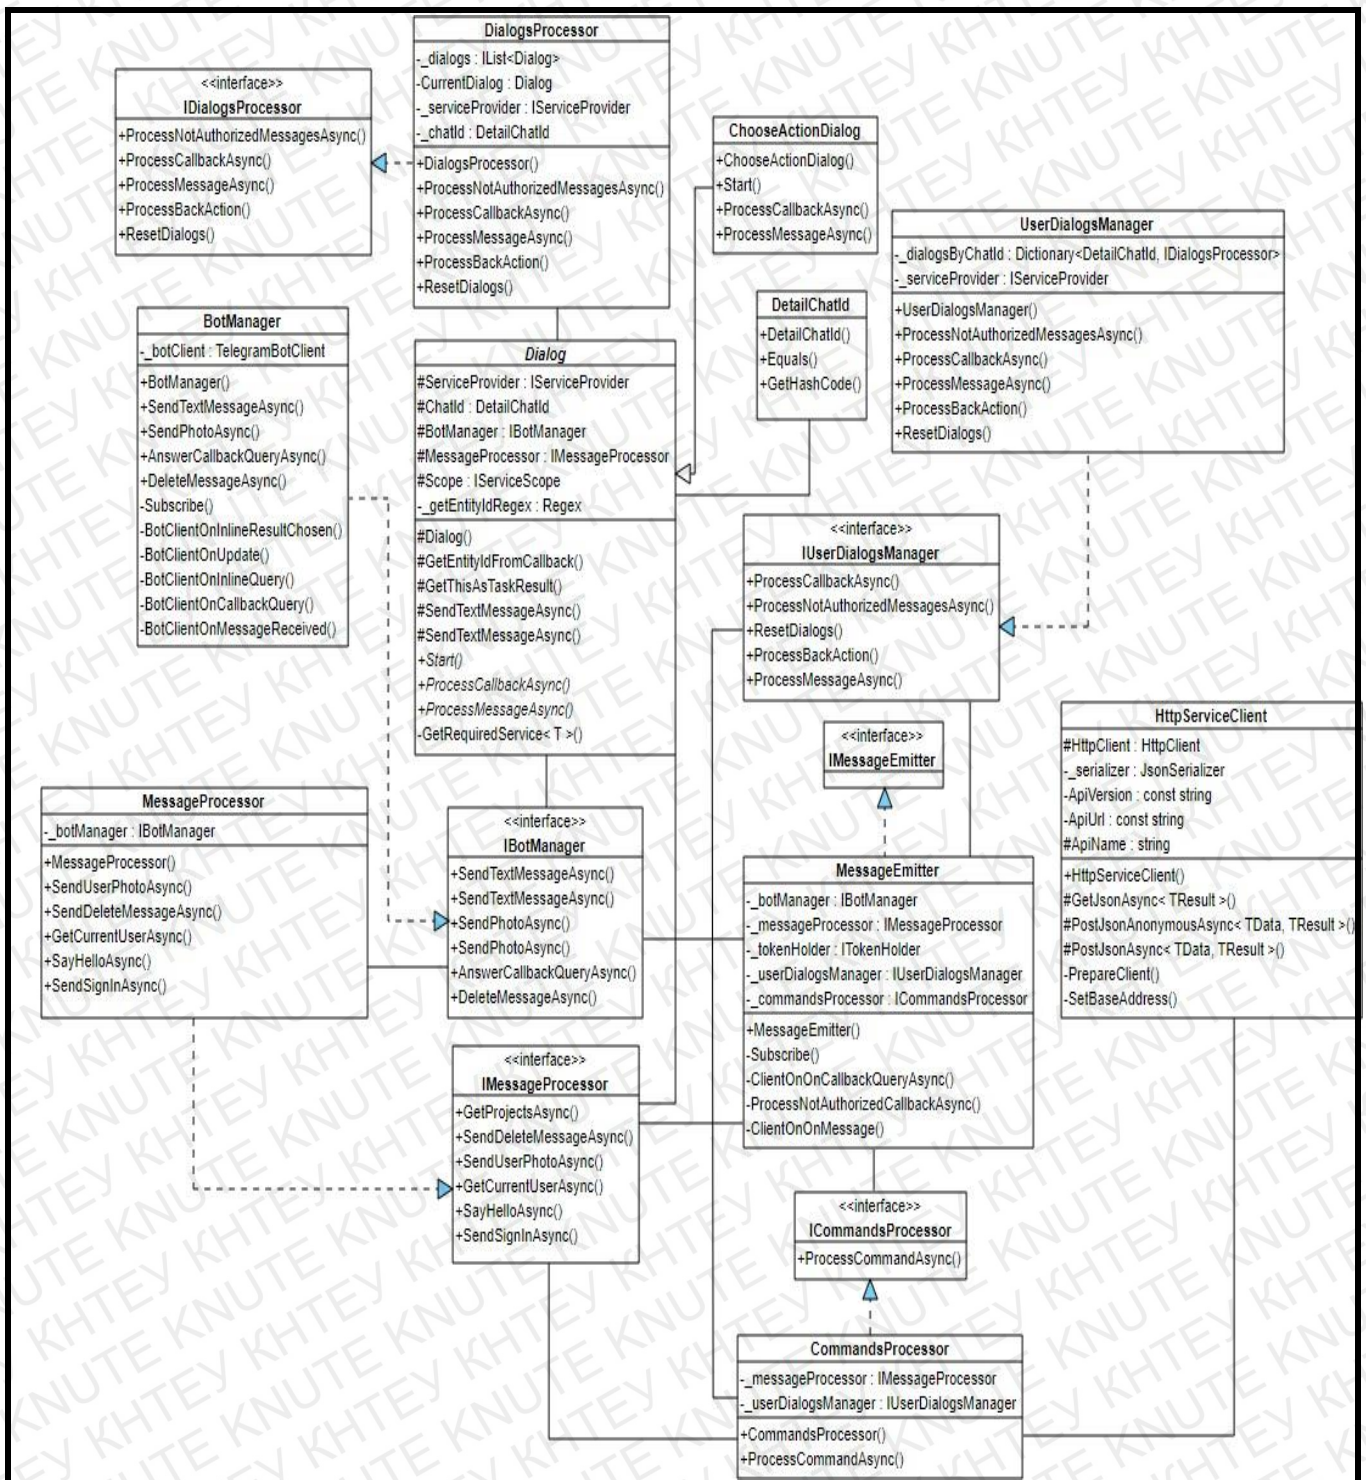 DialogsProcessor
-_dialogs : IList<Dialog>
-CurrentDialog : Dialog
-_serviceProvider : IServiceProvider
-_chatId : DetailChatId
+DialogsProcessor()
+ProcessNotAuthorizedMessagesAsync()
+ProcessCallbackAsync()
+ProcessMessageAsync()
+ProcessBackAction()
+ResetDialogs()
<<interface>>
IDialogsProcessor
+ProcessNotAuthorizedMessagesAsync()
+ProcessCallbackAsync()
+ProcessMessageAsync()
+ProcessBackAction()
+ResetDialogs()
ChooseActionDialog
+ChooseActionDialog()
+Start()
+ProcessCallbackAsync()
+ProcessMessageAsync()
UserDialogsManager
-_dialogsByChatId : Dictionary<DetailChatId, IDialogsProcessor>
-_serviceProvider : IServiceProvider
+UserDialogsManager()
+ProcessNotAuthorizedMessagesAsync()
+ProcessCallbackAsync()
+ProcessMessageAsync()
+ProcessBackAction()
+ResetDialogs()
DetailChatId
+DetailChatId()
+Equals()
+GetHashCode()
BotManager
-_botClient : TelegramBotClient
+BotManager()
+SendTextMessageAsync()
+SendPhotoAsync()
+AnswerCallbackQueryAsync()
+DeleteMessageAsync()
-Subscribe()
-BotClientOnInlineResultChosen()
-BotClientOnUpdate()
-BotClientOnInlineQuery()
-BotClientOnCallbackQuery()
-BotClientOnMessageReceived()
Dialog
#ServiceProvider : IServiceProvider
#ChatId : DetailChatId
#BotManager : IBotManager
#MessageProcessor : IMessageProcessor
#Scope : IServiceScope
-_getEntityIdRegex : Regex
#Dialog()
#GetEntityIdFromCallback()
#GetThisAsTaskResult()
#SendTextMessageAsync()
#SendTextMessageAsync()
+Start()
+ProcessCallbackAsync()
+ProcessMessageAsync()
-GetRequiredService< T >()
<<interface>>
IUserDialogsManager
+ProcessCallbackAsync()
+ProcessNotAuthorizedMessagesAsync()
+ResetDialogs()
+ProcessBackAction()
+ProcessMessageAsync()
<<interface>>
IMessageEmitter
HttpServiceClient
#HttpClient : HttpClient
-_serializer : JsonSerializer
-ApiVersion : const string
-ApiUrl : const string
#ApiName : string
+HttpServiceClient()
#GetJsonAsync< TResult >()
#PostJsonAnonymousAsync< TData, TResult >()
#PostJsonAsync< TData, TResult >()
-PrepareClient()
-SetBaseAddress()
MessageProcessor
-_botManager : IBotManager
+MessageProcessor()
+SendUserPhotoAsync()
+SendDeleteMessageAsync()
+GetCurrentUserAsync()
+SayHelloAsync()
+SendSignInAsync()
<<interface>>
IBotManager
+SendTextMessageAsync()
+SendTextMessageAsync()
+SendPhotoAsync()
+SendPhotoAsync()
+AnswerCallbackQueryAsync()
+DeleteMessageAsync()
MessageEmitter
-_botManager : IBotManager
-_messageProcessor : IMessageProcessor
-_tokenHolder : ITokenHolder
-_userDialogsManager : IUserDialogsManager
-_commandsProcessor : ICommandsProcessor
+MessageEmitter()
-Subscribe()
-ClientOnOnCallbackQueryAsync()
-ProcessNotAuthorizedCallbackAsync()
-ClientOnOnMessage()
<<interface>>
IMessageProcessor
+GetProjectsAsync()
+SendDeleteMessageAsync()
+SendUserPhotoAsync()
+GetCurrentUserAsync()
+SayHelloAsync()
+SendSignInAsync()
<<interface>>
ICommandsProcessor
+ProcessCommandAsync()
CommandsProcessor
-_messageProcessor : IMessageProcessor
-_userDialogsManager : IUserDialogsManager
+CommandsProcessor()
+ProcessCommandAsync()